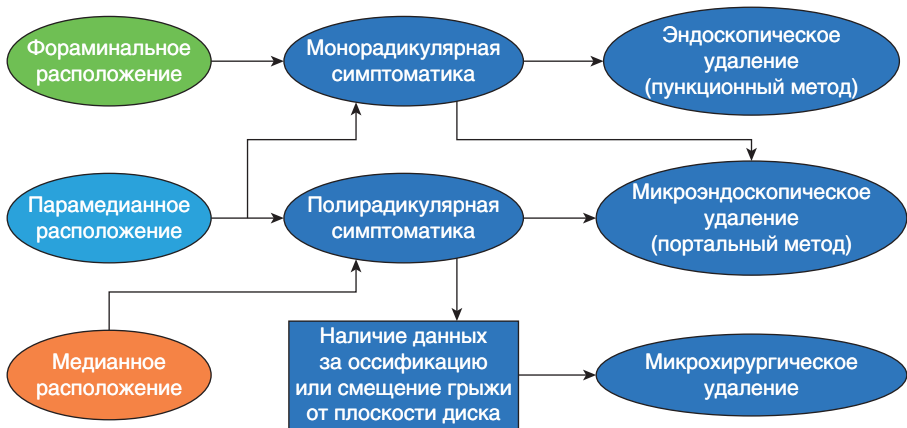 Фораминальное
расположение
Монорадикулярная
симптоматика
Эндоскопическое
удаление
(пункционный метод)
Парамедианное
расположение
Полирадикулярная
симптоматика
Микроэндоскопическое
удаление
(портальный метод)
Медианное
расположение
Наличие данных
за оссификацию
или смещение грыжи
от плоскости диска
Микрохирургическое
удаление